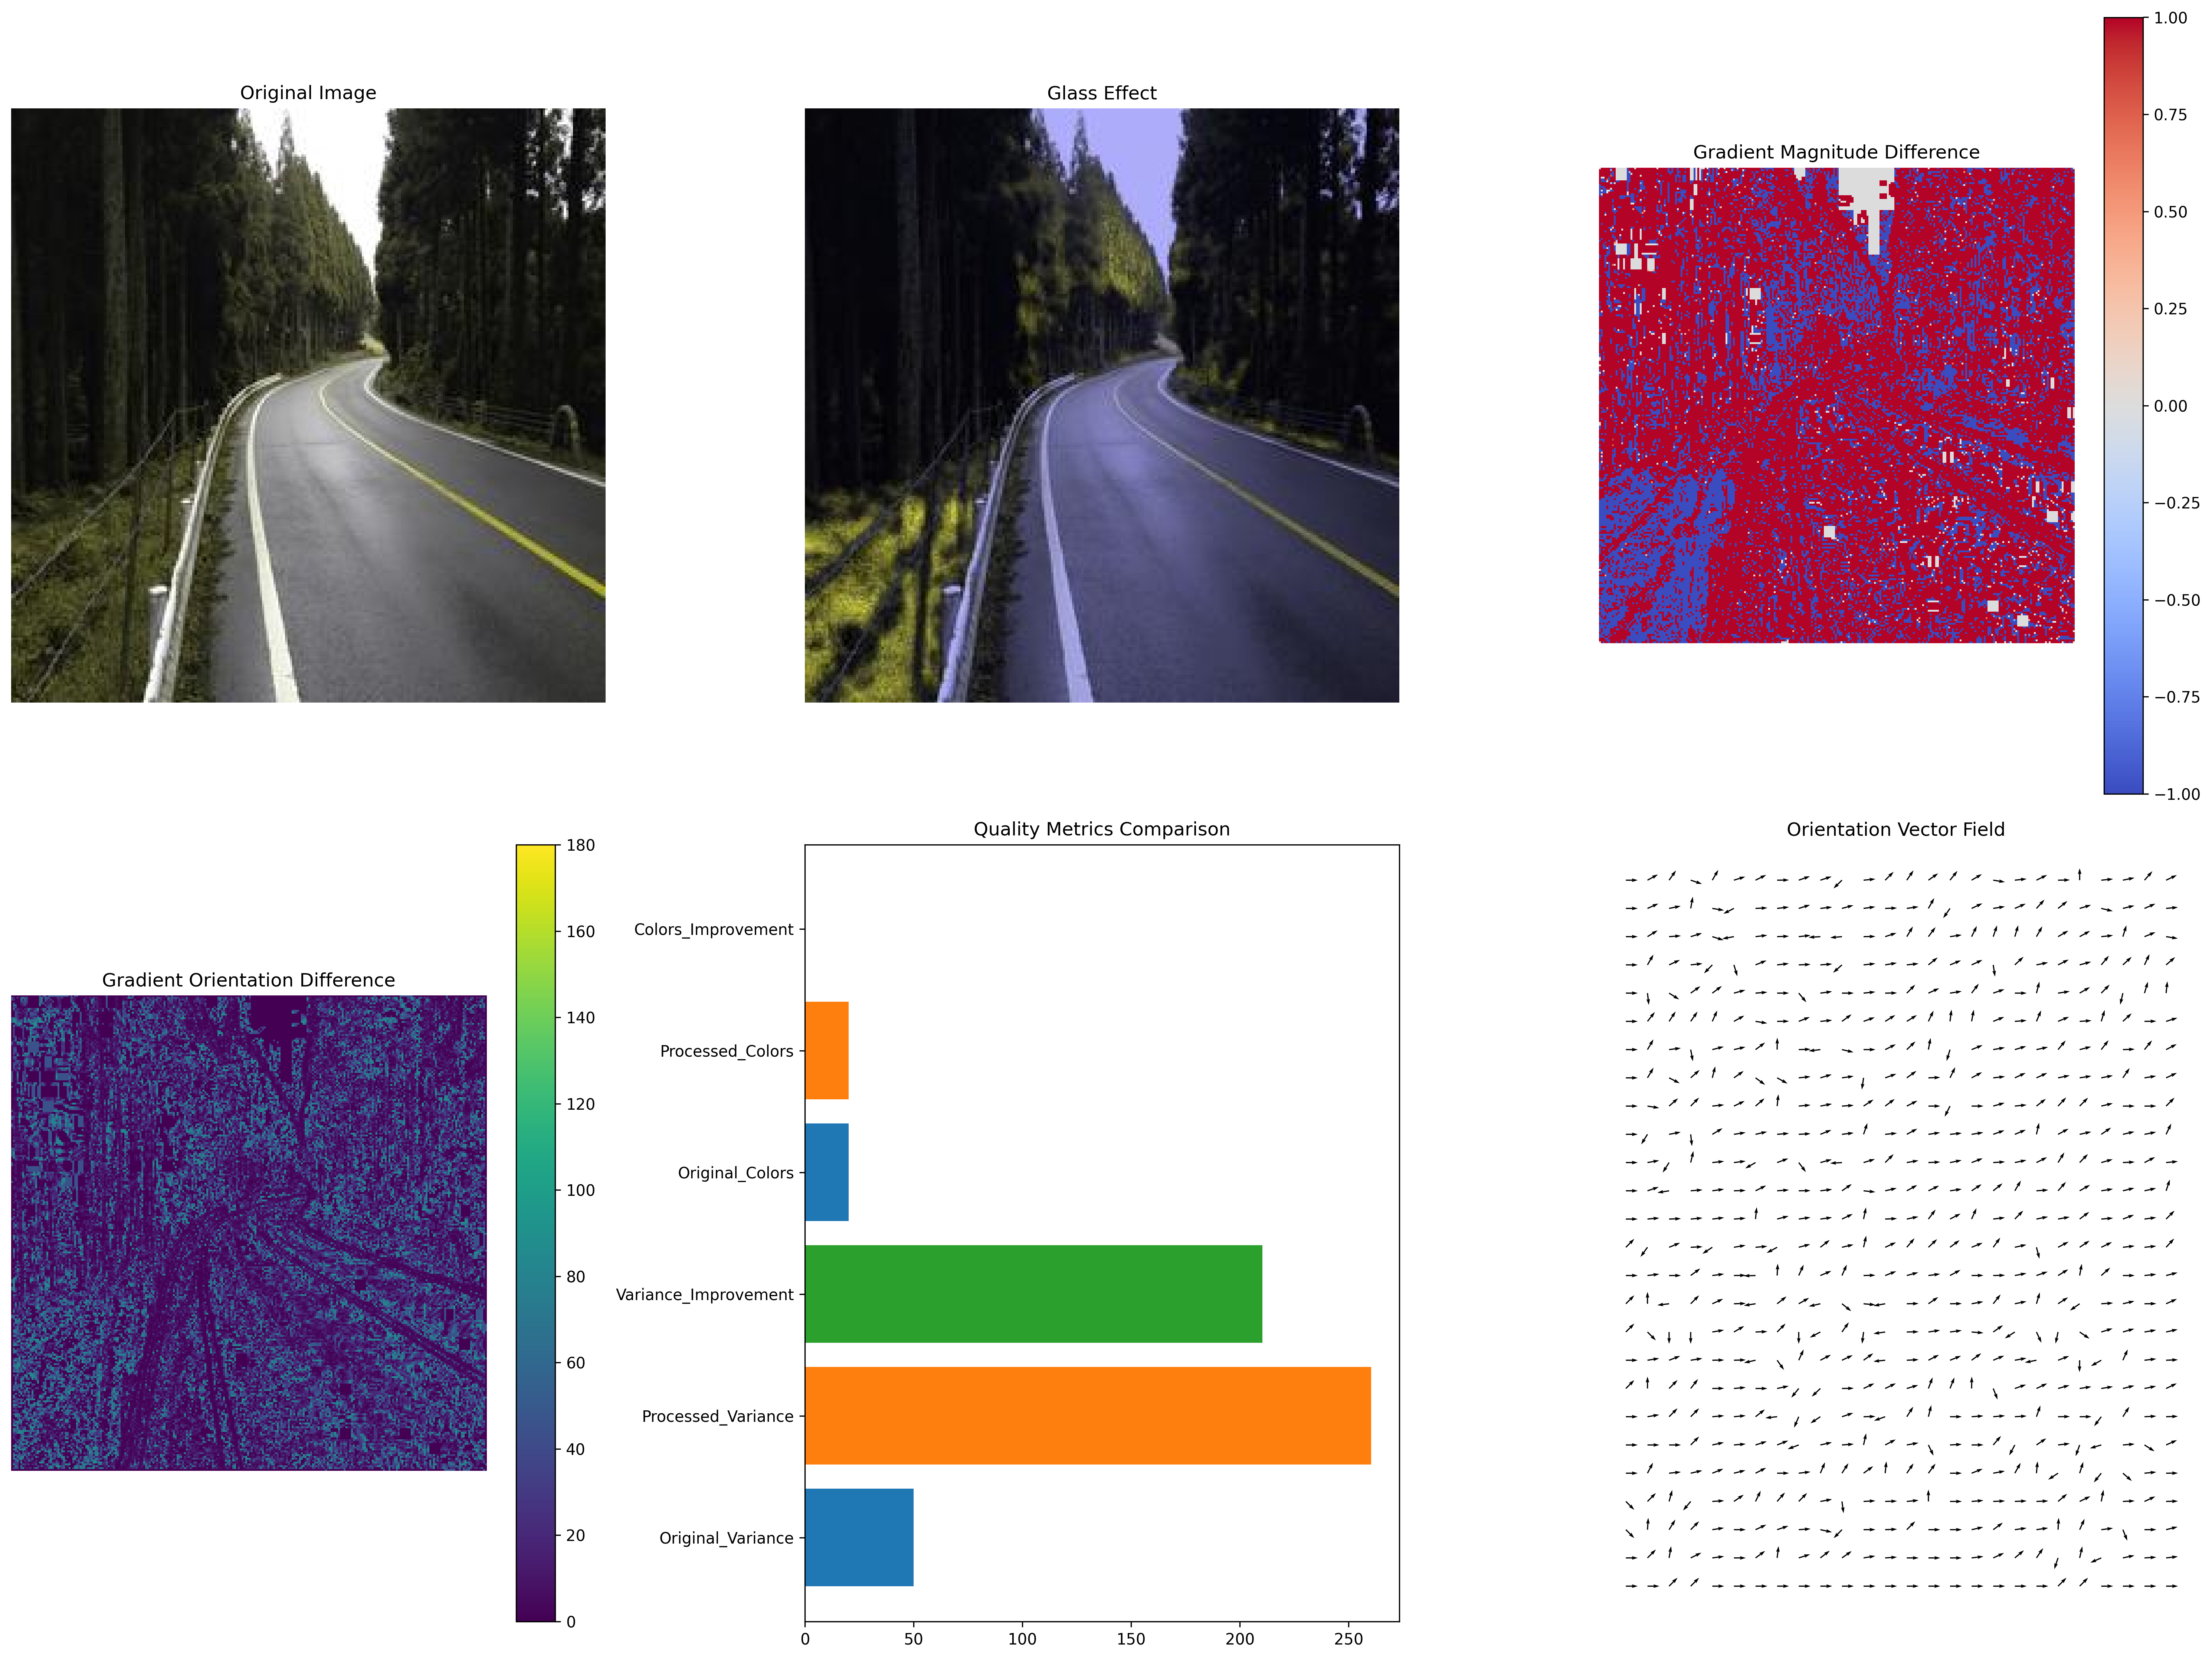 Original Image
Glass Effect
Gradient Magnitude Difference
1.00
0.75
0.50
0.25
0.00
−0.25
−0.50
−0.75
−1.00
Gradient Orientation Difference
180
160
140
120
100
80
60
40
20
0
Quality Metrics Comparison
Colors_Improvement
Processed_Colors
Original_Colors
Variance_Improvement
Processed_Variance
Original_Variance
0 50 100 150 200 250
Orientation Vector Field